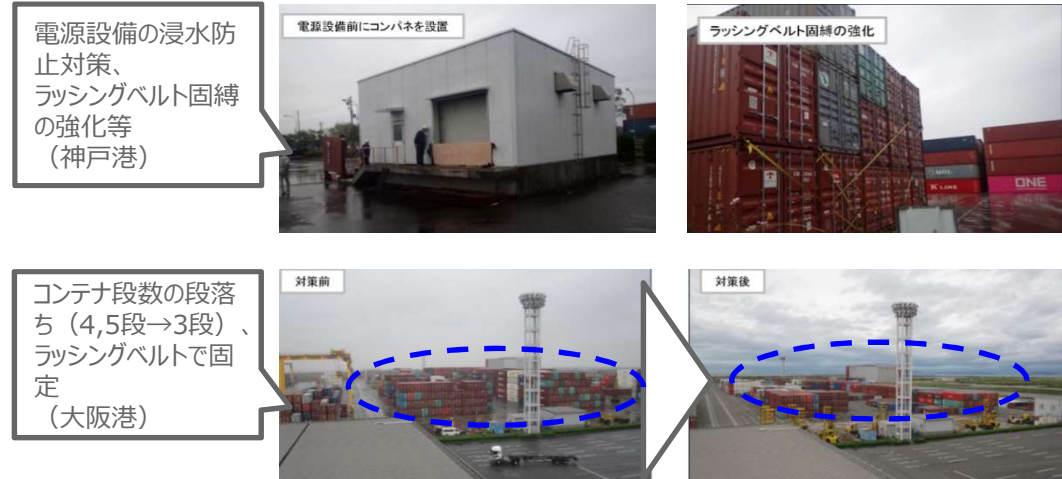 電源設備の浸水防
止対策、
ラッシングベルト固縛
の強化等
（神戸港）
電源設備前にコンパネを設置
ラッシングベルト固縛の強化
MOL
K LINE
ONE
コンテナ段数の段落
ち（4,5段→3段）、
ラッシングベルトで固
定
（大阪港）
対策前
対策後